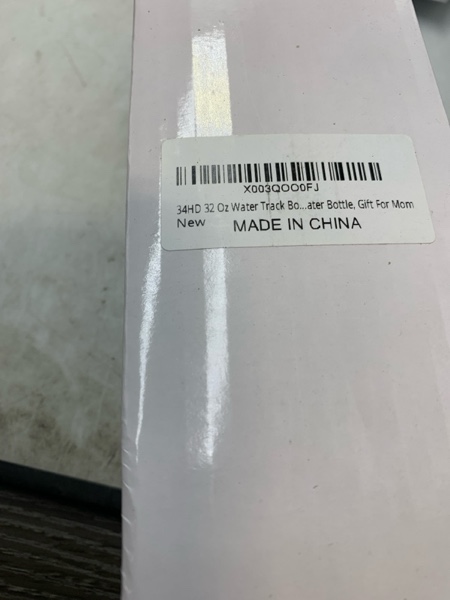 X003QOO0FJ
34HD 32 Oz Water Track Bo...ater Bottle, Gift For Mom
New
MADE IN CHINA